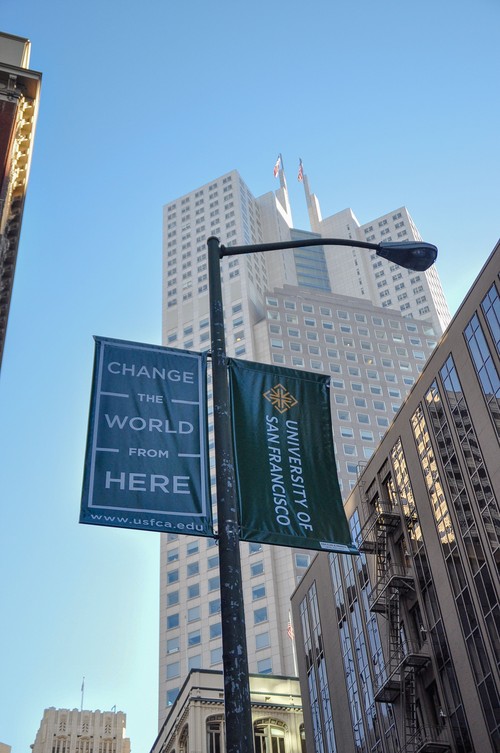 CHANGE
THE
WORLD
FROM
HERE
www.usfca.edu
UNIVERSITY OF
SAN FRANCISCO